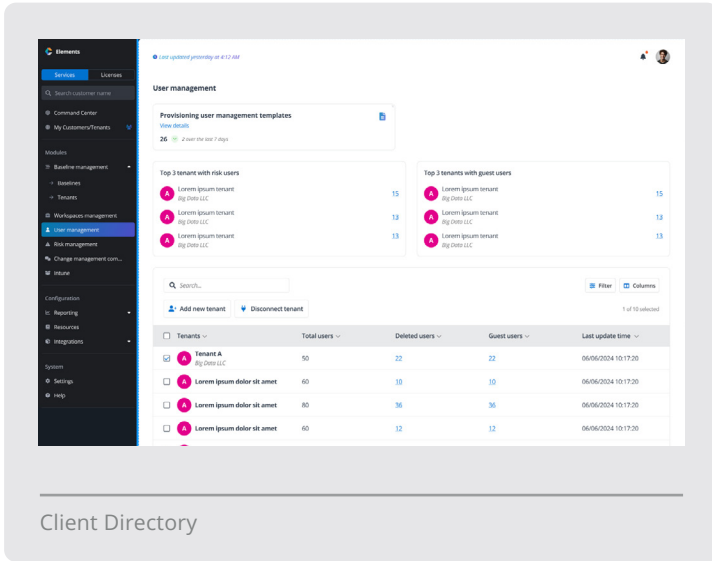 Elements
Services Licenses
Search customer name
Command Center
My Customers/Tenants
Modules
Baseline management
Baselines
Tenants
Workspaces management
User management
Risk management
Change management com...
Intune
Configuration
Reporting
Resources
Integrations
System
Settings
Help
Last updated yesterday at 4:12 AM
User management
Provisioning user management templates
View details
26 2 over the last 7 days
Top 3 tenant with risk users
A Lorem ipsum tenant 15
Big Data LLC
A Lorem ipsum tenant 13
Big Data LLC
A Lorem ipsum tenant 13
Big Data LLC
Top 3 tenants with guest users
A Lorem ipsum tenant 15
Big Data LLC
A Lorem ipsum tenant 13
Big Data LLC
A Lorem ipsum tenant 13
Big Data LLC
Search... Filter Columns
Add new tenant Disconnect tenant 1 of 10 selected
Tenants Total users Deleted users Guest users Last update time
A Tenant A 50 22 22 06/06/2024 10:17:20
Big Data LLC
A Lorem ipsum dolor sit amet 60 10 10 06/06/2024 10:17:20
A Lorem ipsum dolor sit amet 80 36 36 06/06/2024 10:17:20
A Lorem ipsum dolor sit amet 60 12 12 06/06/2024 10:17:20
Client Directory